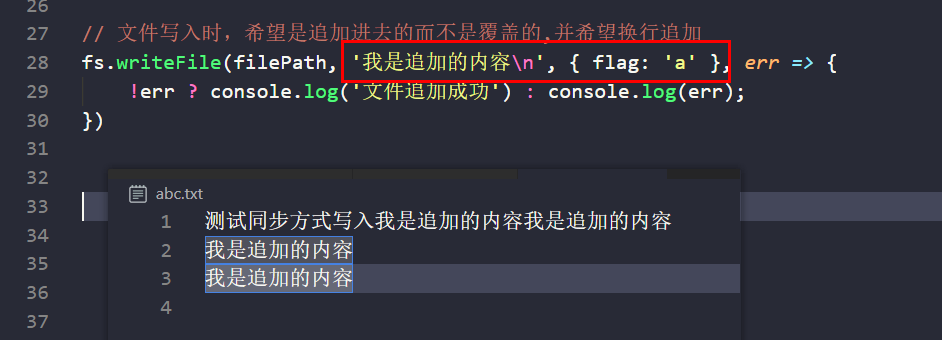 26
27 // 文件写入时，希望是追加进去的而不是覆盖的,并希望换行追加
28 fs.writeFile(filePath, '我是追加的内容\n', { flag: 'a' }, err => {
29 !err ? console.log('文件追加成功') : console.log(err);
30 })
31
32
33
34
35
36
37
abc.txt
1 测试同步方式写入我是追加的内容我是追加的内容
2 我是追加的内容
3 我是追加的内容
4